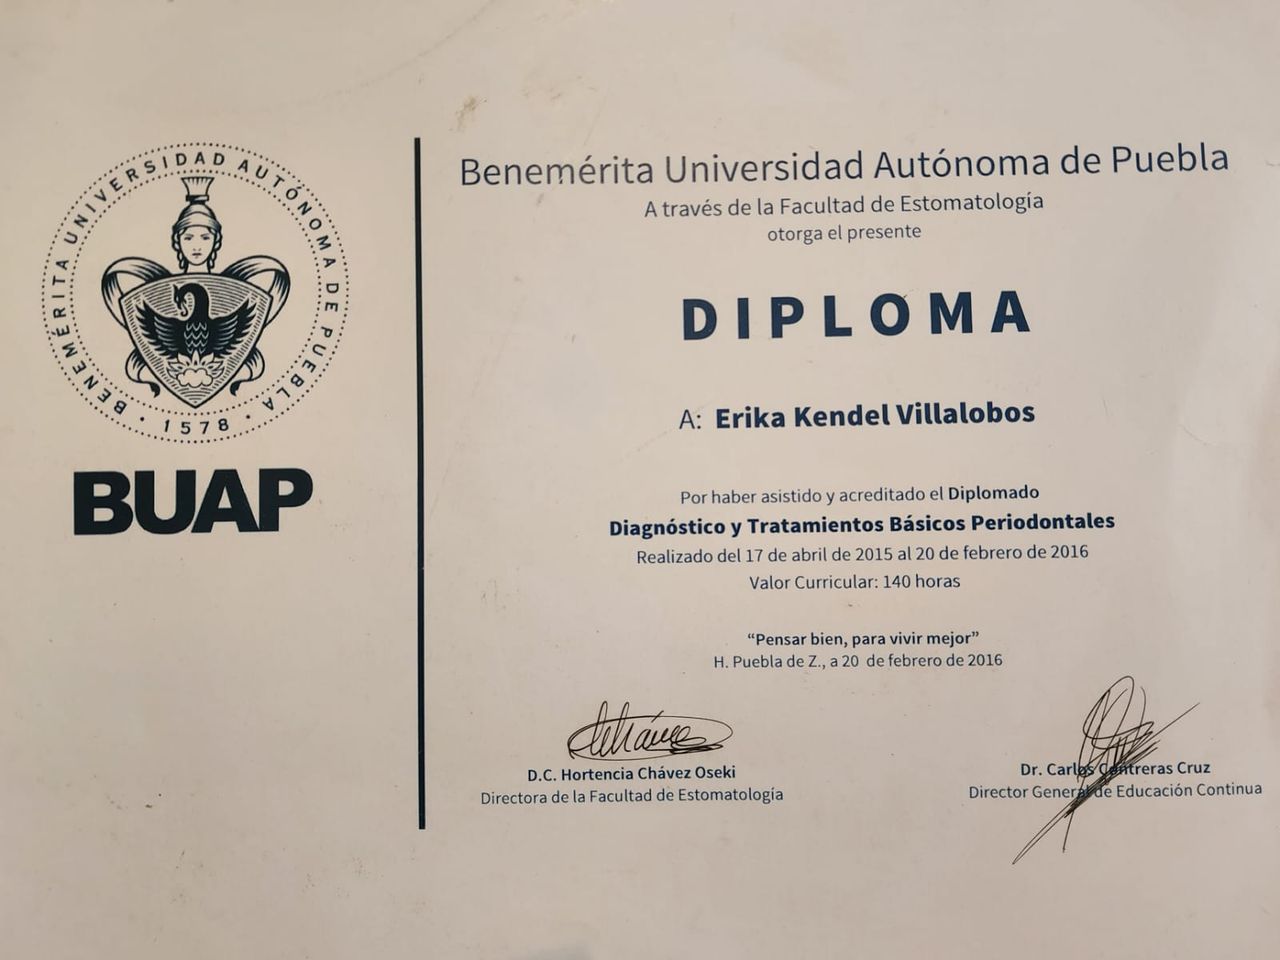 BENEMÉRITA UNIVERSIDAD AUTÓNOMA DE PUEBLA
· 1578 ·
BUAP
Benemérita Universidad Autónoma de Puebla
A través de la Facultad de Estomatología
otorga el presente
DIPLOMA
A: Erika Kendel Villalobos
Por haber asistido y acreditado el Diplomado
Diagnóstico y Tratamientos Básicos Periodontales
Realizado del 17 de abril de 2015 al 20 de febrero de 2016
Valor Curricular: 140 horas
“Pensar bien, para vivir mejor”
H. Puebla de Z., a 20 de febrero de 2016
D.C. Hortencia Chávez Oseki
Directora de la Facultad de Estomatología
Dr. Carlos Contreras Cruz
Director General de Educación Continua